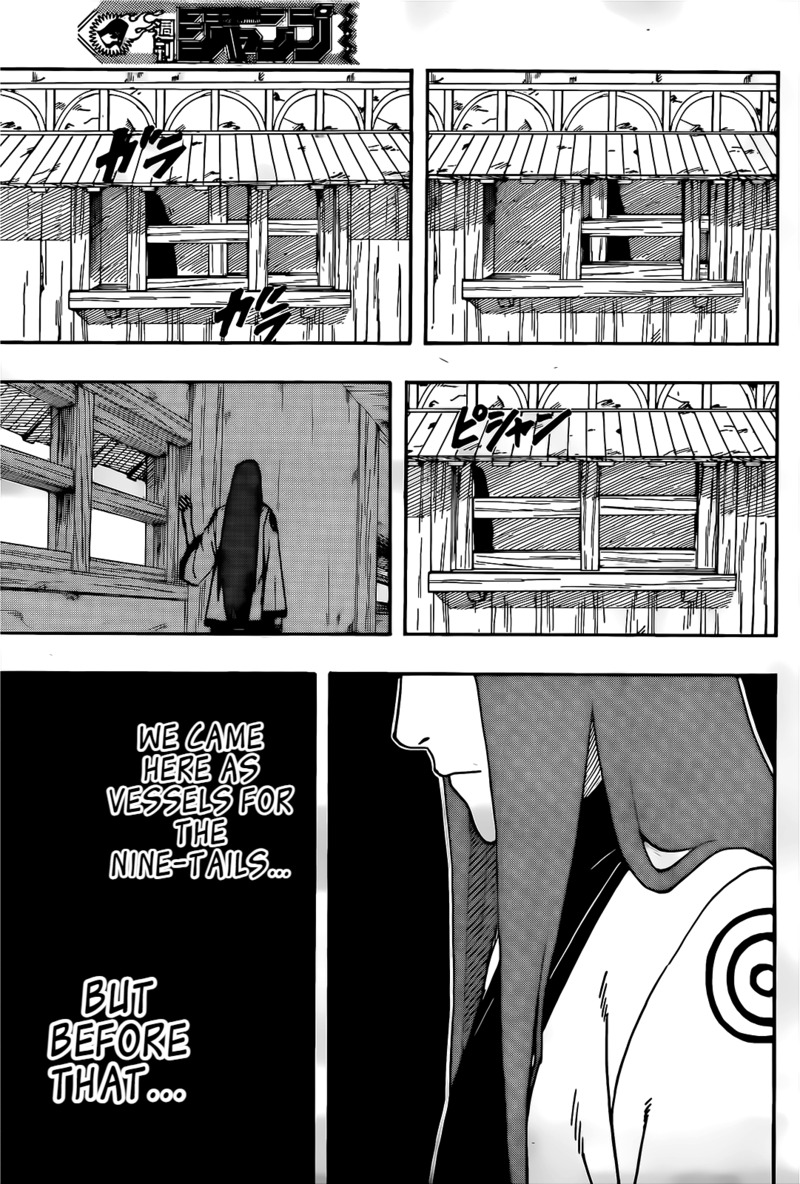 週刊
少年ジャンプ
ガラ
ガラ
ピシャン
WE CAME
HERE AS
VESSELS FOR
THE
NINE-TAILS...
BUT
BEFORE
THAT...